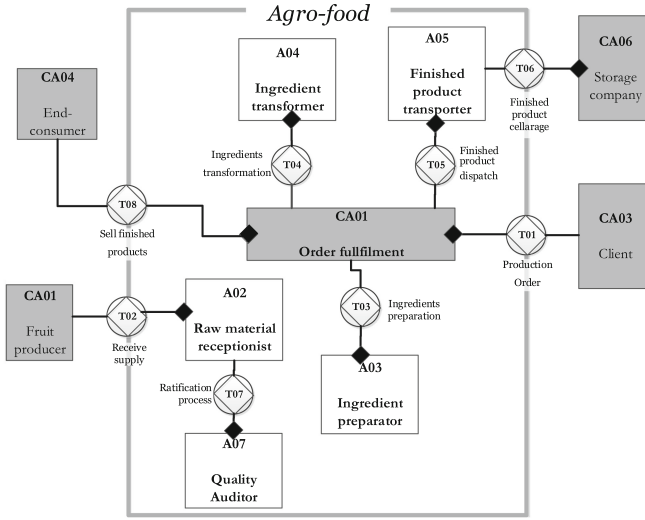 Agro-food
CA04
End-
consumer
A04
Ingredient
transformer
A05
Finished
product
transporter
T06
Finished
product
cellarage
CA06
Storage
company
Ingredients
transformation
T04
T05
Finished
product
dispatch
T08
Sell finished
products
CA01
Order fullfilment
T01
Production
Order
CA03
Client
CA01
Fruit
producer
T02
Receive
supply
A02
Raw material
receptionist
T03
Ingredients
preparation
Ratification
process
T07
A03
Ingredient
preparator
A07
Quality
Auditor